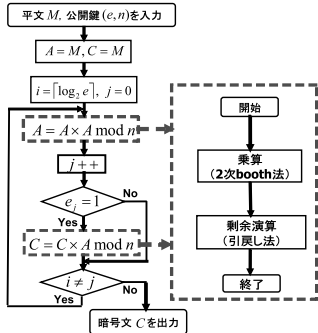 平文 M, 公開鍵(e,n)を入力
A=M, C=M
i=⌈log₂ e⌉, j=0
A=A×A mod n
j++
eⱼ=1
No
Yes
C=C×A mod n
i≠j
No
Yes
暗号文 C を出力
開始
乗算
(2次booth法)
剰余演算
(引戻し法)
終了